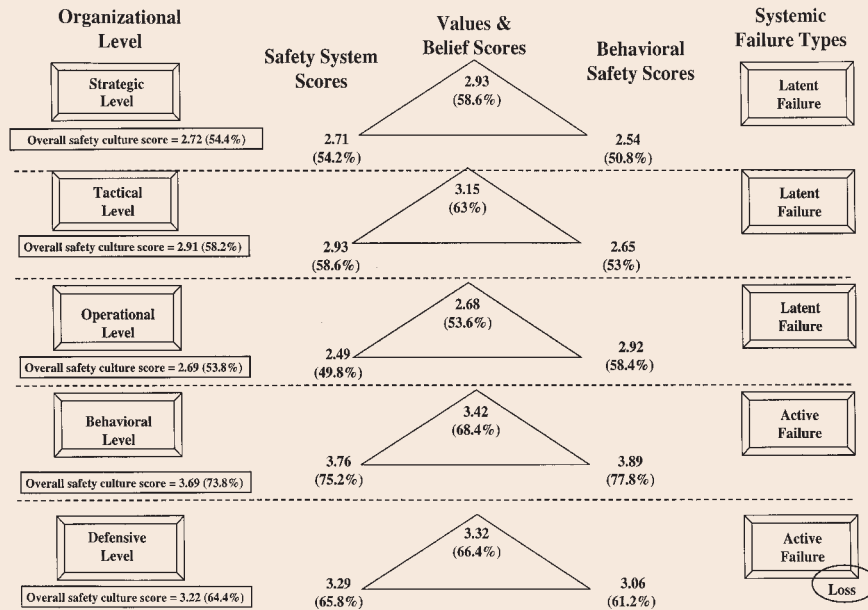 Organizational
Level
Safety System
Scores
Values &
Belief Scores
Behavioral
Safety Scores
Systemic
Failure Types
Strategic
Level
Overall safety culture score = 2.72 (54.4%)
2.93
(58.6%)
2.71
(54.2%)
2.54
(50.8%)
Latent
Failure
Tactical
Level
Overall safety culture score = 2.91 (58.2%)
3.15
(63%)
2.93
(58.6%)
2.65
(53%)
Latent
Failure
Operational
Level
Overall safety culture score = 2.69 (53.8%)
2.68
(53.6%)
2.49
(49.8%)
2.92
(58.4%)
Latent
Failure
Behavioral
Level
Overall safety culture score = 3.69 (73.8%)
3.42
(68.4%)
3.76
(75.2%)
3.89
(77.8%)
Active
Failure
Defensive
Level
Overall safety culture score = 3.22 (64.4%)
3.32
(66.4%)
3.29
(65.8%)
3.06
(61.2%)
Active
Failure
Loss